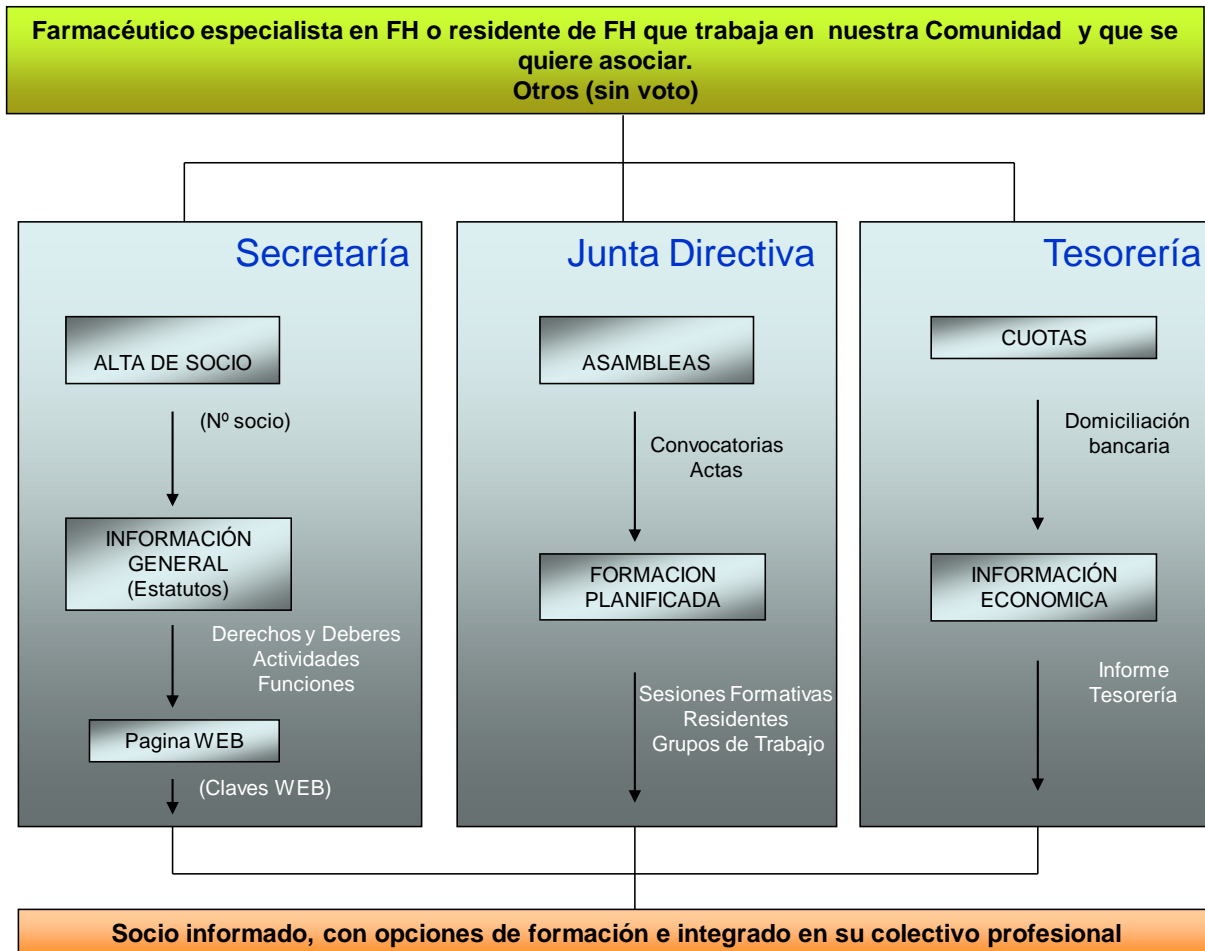 Farmacéutico especialista en FH o residente de FH que trabaja en nuestra Comunidad y que se
quiere asociar.
Otros (sin voto)
Secretaría
ALTA DE SOCIO
(Nº socio)
INFORMACIÓN
GENERAL
(Estatutos)
Derechos y Deberes
Actividades
Funciones
Pagina WEB
(Claves WEB)
Junta Directiva
ASAMBLEAS
Convocatorias
Actas
FORMACION
PLANIFICADA
Sesiones Formativas
Residentes
Grupos de Trabajo
Tesorería
CUOTAS
Domiciliación
bancaria
INFORMACIÓN
ECONOMICA
Informe
Tesorería
Socio informado, con opciones de formación e integrado en su colectivo profesional